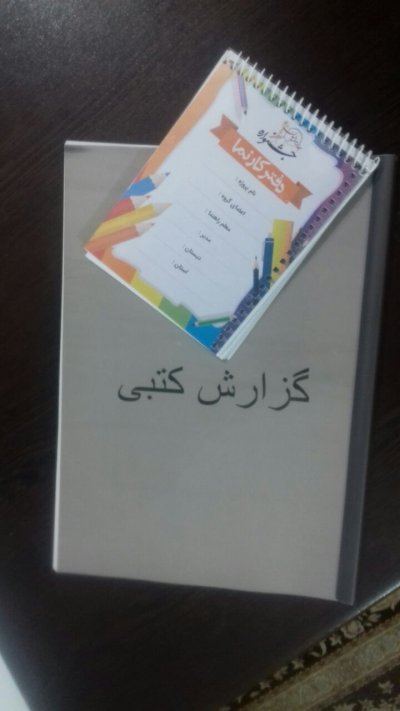 جشنواره
دفتر کارنما
نام پروژه :
اعضای گروه :
معلم راهنما :
مدیر :
دبستان :
استان :
گزارش کتبی